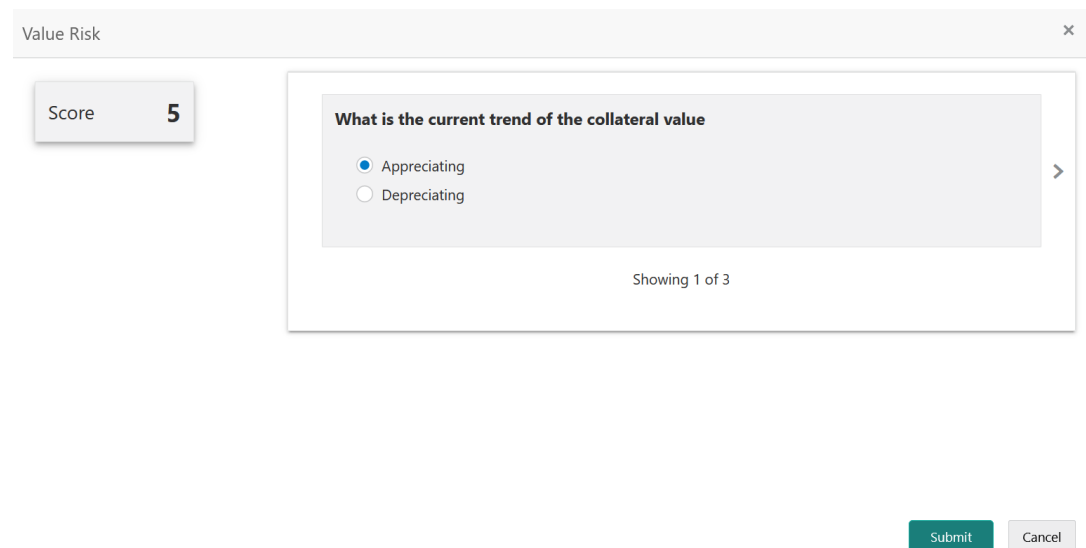 Value Risk
×
Score 5
What is the current trend of the collateral value
Appreciating
Depreciating
Showing 1 of 3
Submit Cancel